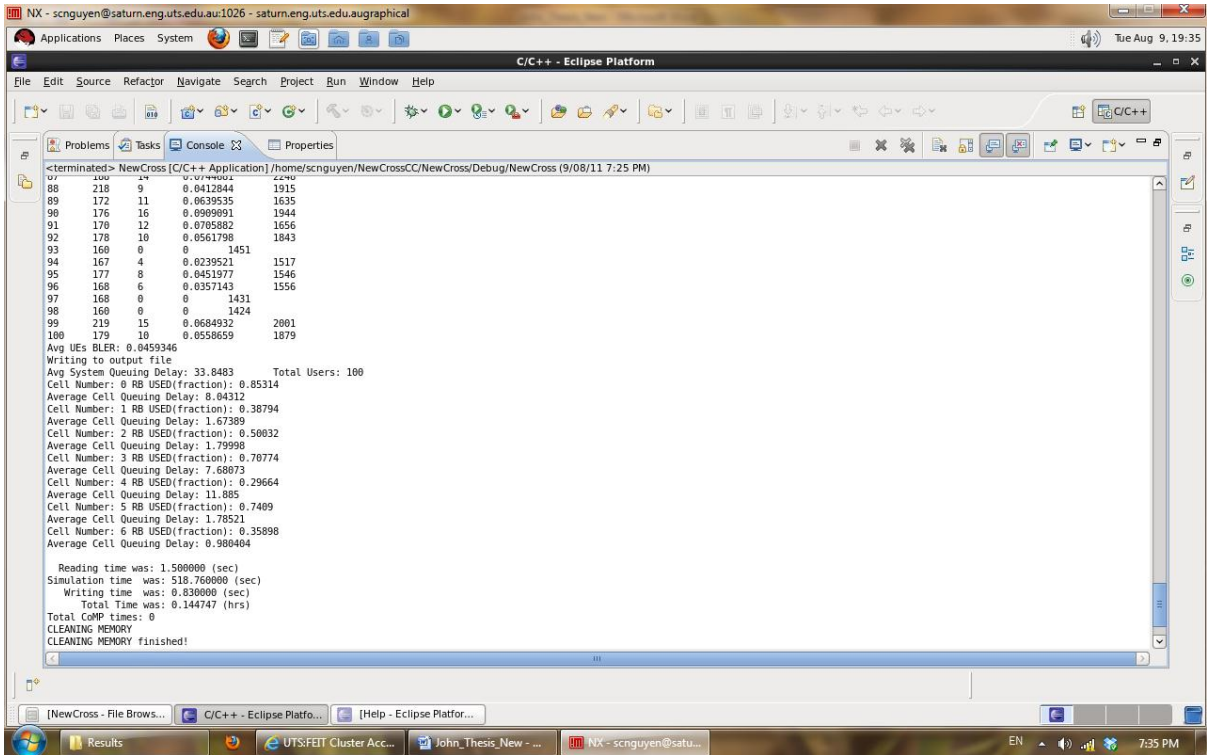 NX - scnguyen@saturn.eng.uts.edu.au:1026 - saturn.eng.uts.edu.augraphical
Applications Places System Tue Aug 9, 19:35
C/C++ - Eclipse Platform
File Edit Source Refactor Navigate Search Project Run Window Help
C/C++
Problems Tasks Console Properties
<terminated> NewCross [C/C++ Application] /home/scnguyen/NewCrossCC/NewCross/Debug/NewCross (9/08/11 7:25 PM)
87 188 14 0.0744681 2248
88 218 9 0.0412844 1915
89 172 11 0.0639535 1635
90 176 16 0.0909091 1944
91 170 12 0.0705882 1656
92 178 10 0.0561798 1843
93 160 0 0 1451
94 167 4 0.0239521 1517
95 177 8 0.0451977 1546
96 168 6 0.0357143 1556
97 168 0 0 1431
98 160 0 0 1424
99 219 15 0.0684932 2001
100 179 10 0.0558659 1879
Avg UEs BLER: 0.0459346
Writing to output file
Avg System Queuing Delay: 33.8483 Total Users: 100
Cell Number: 0 RB USED(fraction): 0.85314
Average Cell Queuing Delay: 8.04312
Cell Number: 1 RB USED(fraction): 0.38794
Average Cell Queuing Delay: 1.67389
Cell Number: 2 RB USED(fraction): 0.50032
Average Cell Queuing Delay: 1.79998
Cell Number: 3 RB USED(fraction): 0.70774
Average Cell Queuing Delay: 7.68073
Cell Number: 4 RB USED(fraction): 0.29664
Average Cell Queuing Delay: 11.885
Cell Number: 5 RB USED(fraction): 0.7409
Average Cell Queuing Delay: 1.78521
Cell Number: 6 RB USED(fraction): 0.35898
Average Cell Queuing Delay: 0.980404
Reading time was: 1.500000 (sec)
Simulation time was: 518.760000 (sec)
Writing time was: 0.830000 (sec)
Total Time was: 0.144747 (hrs)
Total CoMP times: 0
CLEANING MEMORY
CLEANING MEMORY finished!
[NewCross - File Brows... C/C++ - Eclipse Platfo... [Help - Eclipse Platfor...
Results UTS:FEIT Cluster Acc... John_Thesis_New - ... NX - scnguyen@satu... EN 7:35 PM